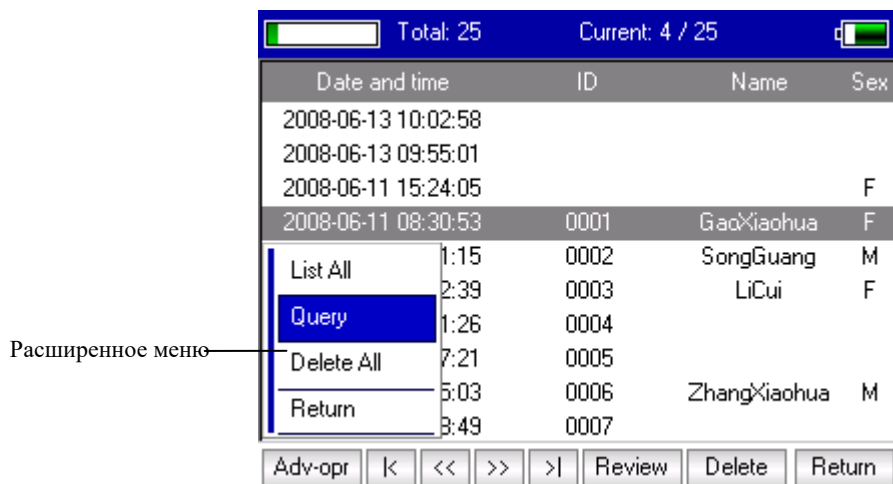 Total: 25 Current: 4 / 25
Date and time ID Name Sex
2008-06-13 10:02:58
2008-06-13 09:55:01
2008-06-11 15:24:05 F
2008-06-11 08:30:53 0001 GaoXiaohua F
1:15 0002 SongGuang M
List All
2:39 0003 LiCui F
Query
1:26 0004
Расширенное меню
Delete All
7:21 0005
5:03 0006 ZhangXiaohua M
Return
3:49 0007
Adv-opr |< << >> >| Review Delete Return